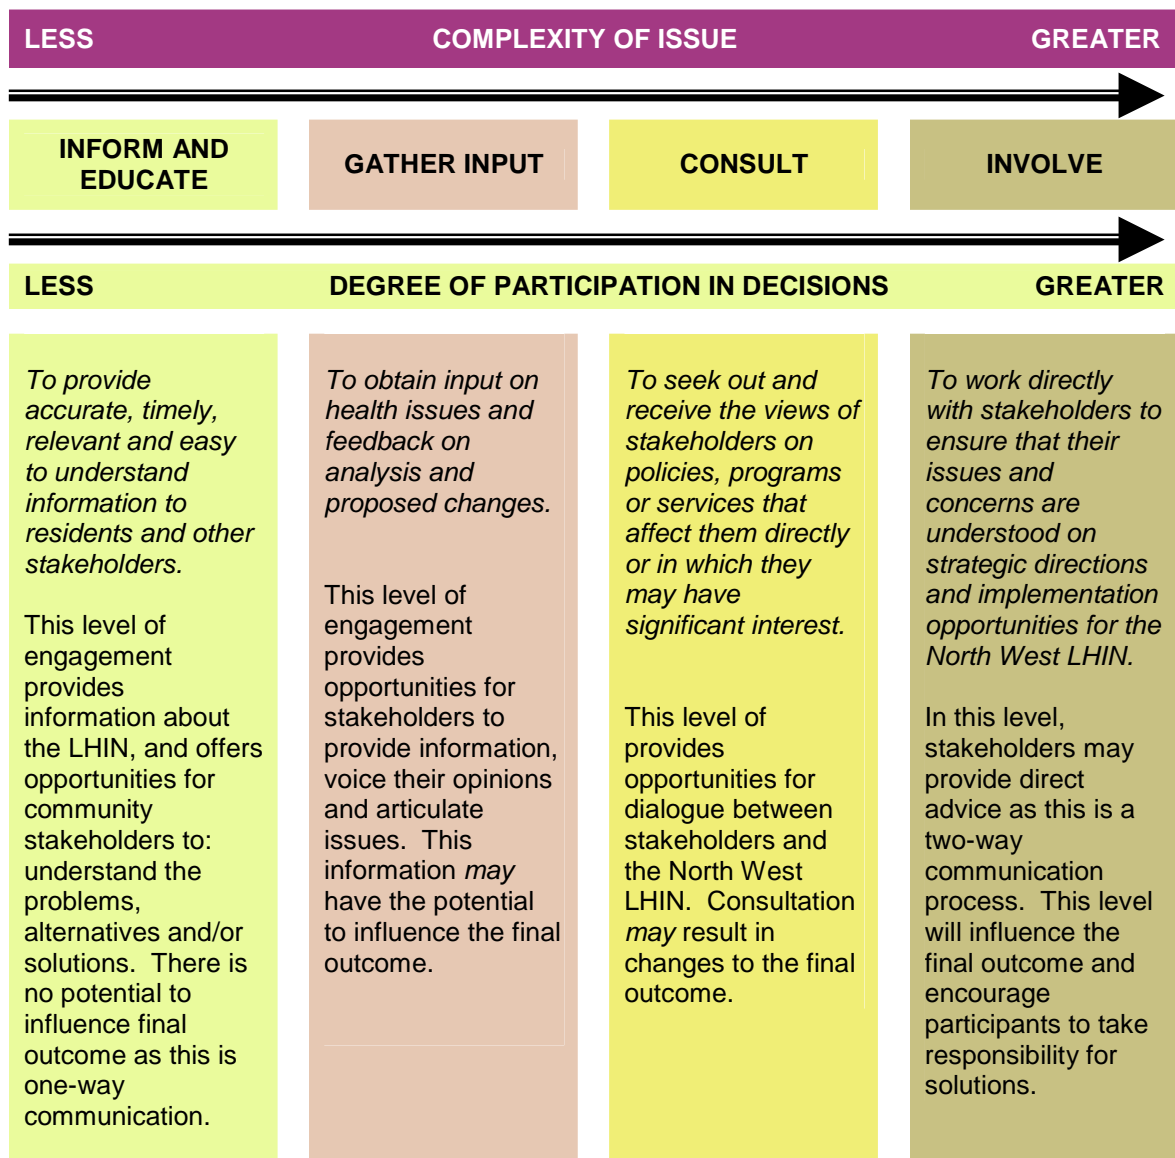 LESS COMPLEXITY OF ISSUE GREATER
INFORM AND
EDUCATE
GATHER INPUT
CONSULT
INVOLVE
LESS DEGREE OF PARTICIPATION IN DECISIONS GREATER
To provide
accurate, timely,
relevant and easy
to understand
information to
residents and other
stakeholders.
This level of
engagement
provides
information about
the LHIN, and offers
opportunities for
community
stakeholders to:
understand the
problems,
alternatives and/or
solutions.  There is
no potential to
influence final
outcome as this is
one-way
communication.
To obtain input on
health issues and
feedback on
analysis and
proposed changes.
This level of
engagement
provides
opportunities for
stakeholders to
provide information,
voice their opinions
and articulate
issues.  This
information may
have the potential
to influence the final
outcome.
To seek out and
receive the views of
stakeholders on
policies, programs
or services that
affect them directly
or in which they
may have
significant interest.
This level of
provides
opportunities for
dialogue between
stakeholders and
the North West
LHIN.  Consultation
may result in
changes to the final
outcome.
To work directly
with stakeholders to
ensure that their
issues and
concerns are
understood on
strategic directions
and implementation
opportunities for the
North West LHIN.
In this level,
stakeholders may
provide direct
advice as this is a
two-way
communication
process.  This level
will influence the
final outcome and
encourage
participants to take
responsibility for
solutions.